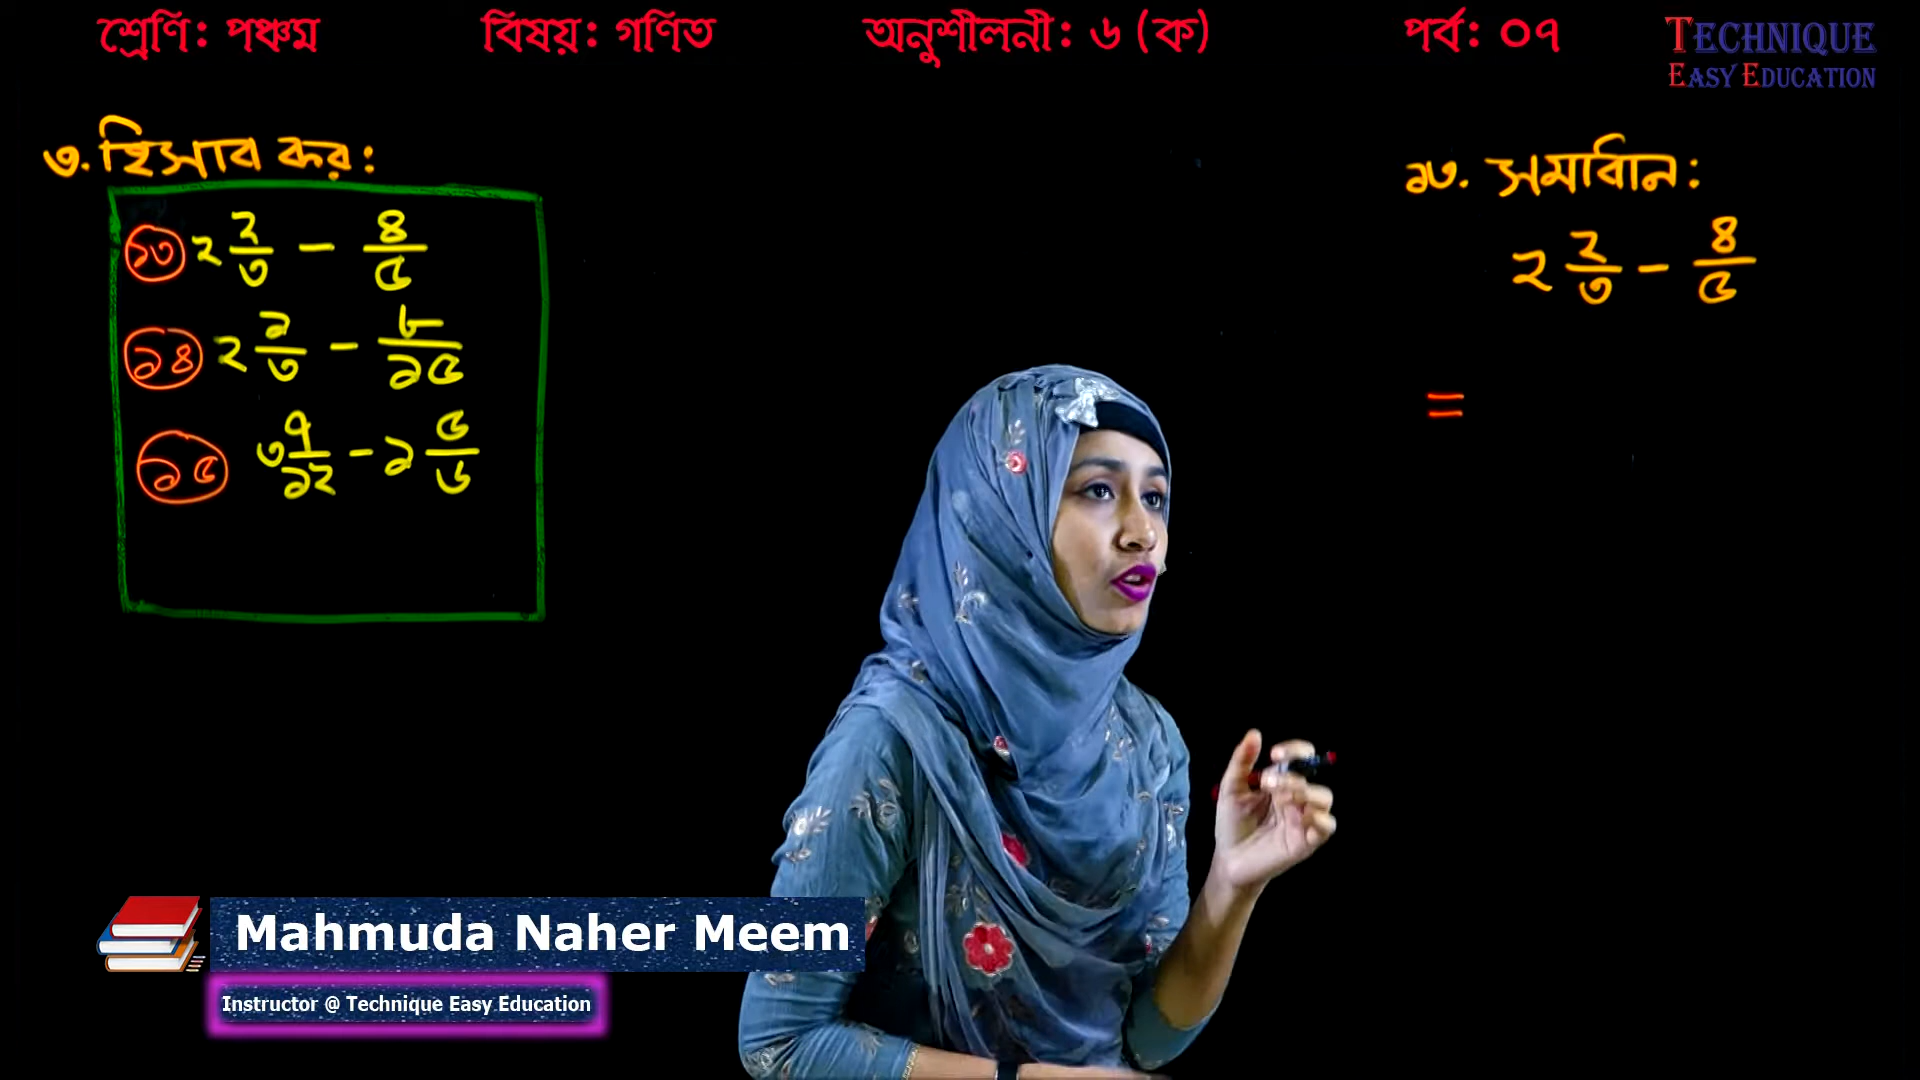 শ্রেণি: পঞ্চম বিষয়: গণিত অনুশীলনী: ৬ (ক) পর্ব: ০৭
TECHNIQUE
EASY EDUCATION
৩. হিসাব কর:
১৩ ২ ২/৩ - ৪/৫
১৪ ২ ১/৩ - ৮/১৫
১৫ ৩ ৭/১২ - ১ ৫/৬
১৩. সমাধান:
২ ২/৩ - ৪/৫
=
Mahmuda Naher Meem
Instructor @ Technique Easy Education